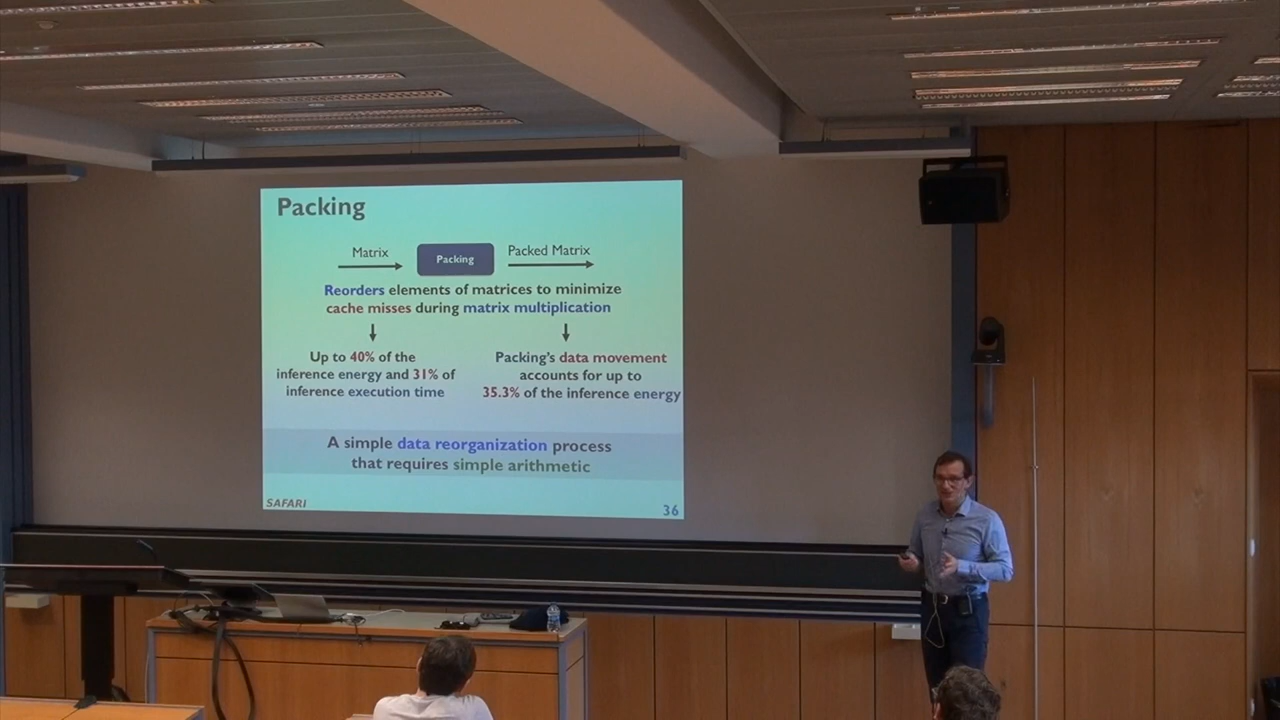 Packing
Matrix
Packing
Packed Matrix
Reorders elements of matrices to minimize
cache misses during matrix multiplication
Up to 40% of the
inference energy and 31% of
inference execution time
Packing's data movement
accounts for up to
35.3% of the inference energy
A simple data reorganization process
that requires simple arithmetic
SAFARI
36